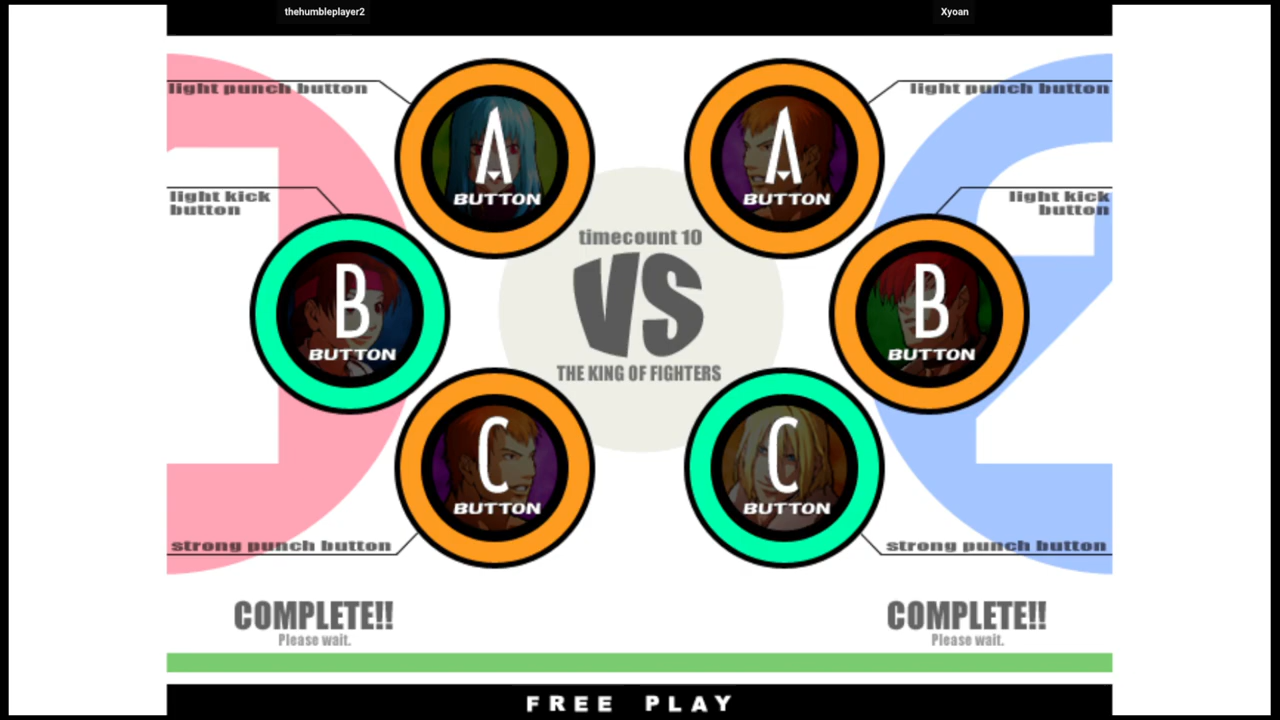 thehumbleplayer2
Xyoan
light punch button
light punch button
A
BUTTON
A
BUTTON
light kick
button
light kick
button
timecount 10
VS
THE KING OF FIGHTERS
B
BUTTON
B
BUTTON
C
BUTTON
C
BUTTON
strong punch button
strong punch button
COMPLETE!!
Please wait.
COMPLETE!!
Please wait.
FREE PLAY